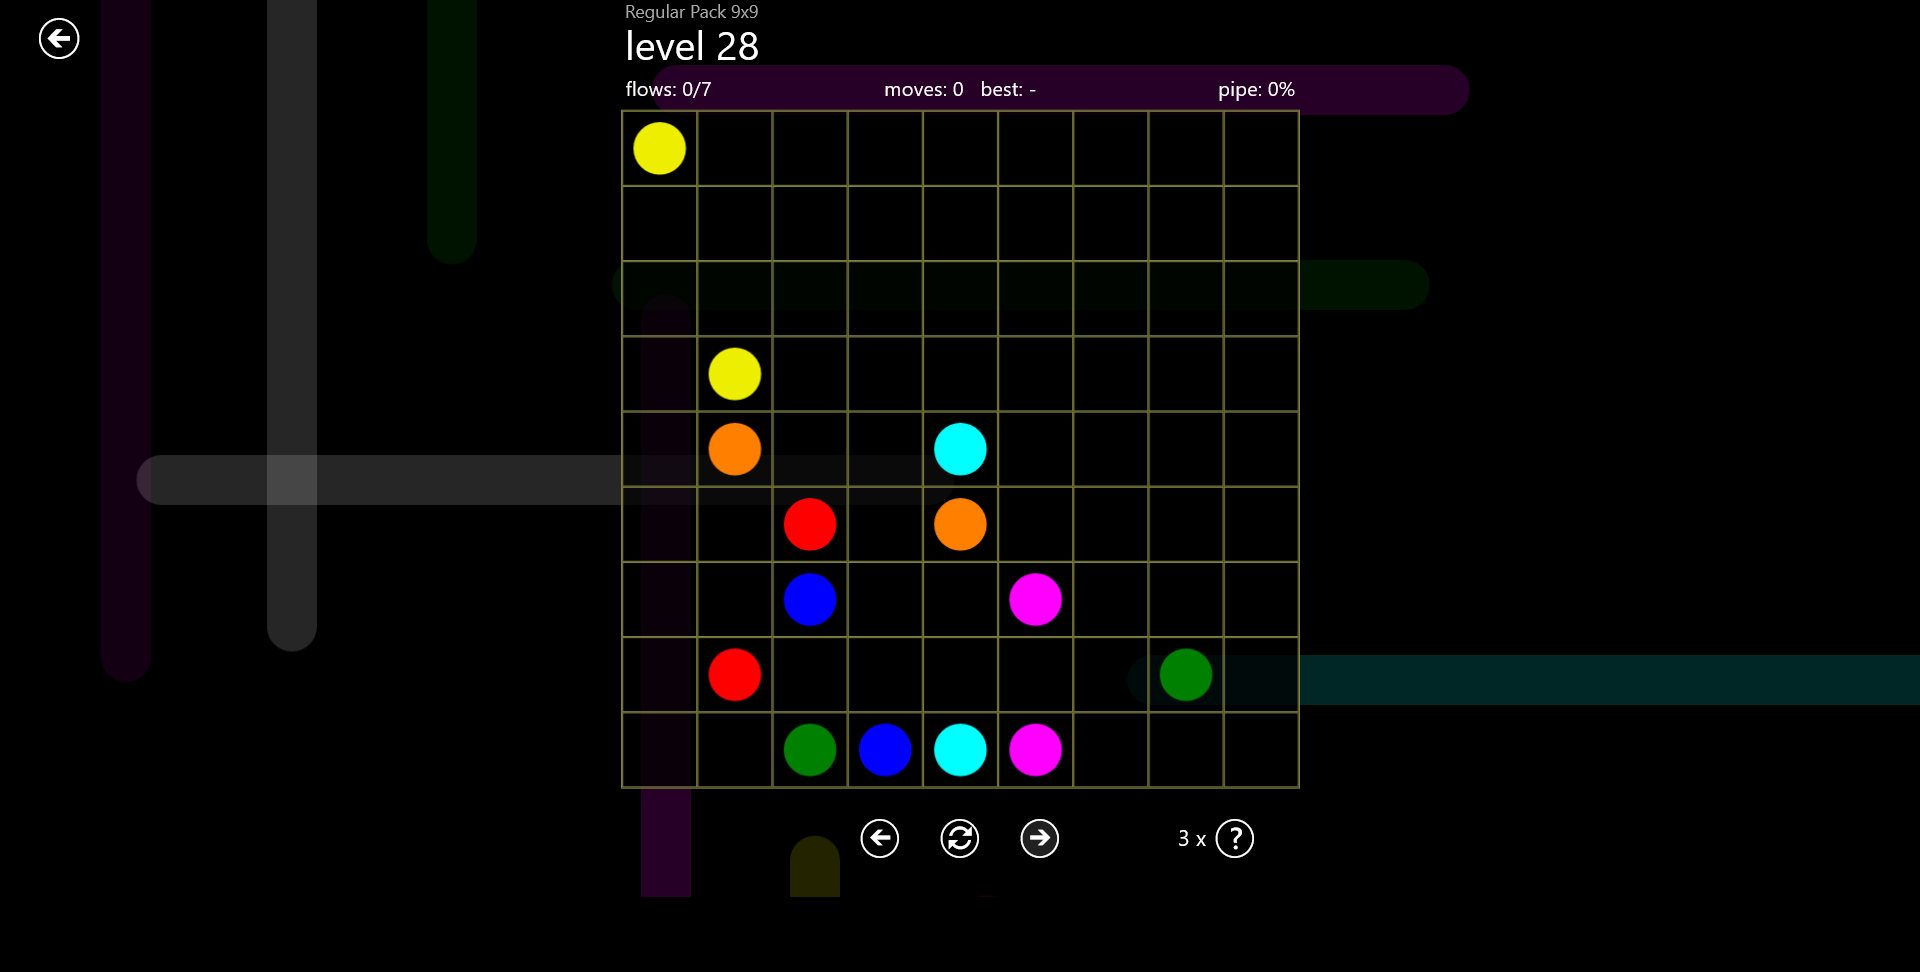 Regular Pack 9x9
level 28
flows: 0/7 moves: 0 best: - pipe: 0%
3 x ?